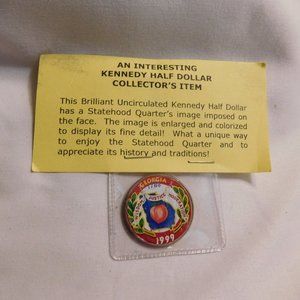 AN INTERESTING
KENNEDY HALF DOLLAR
COLLECTOR'S ITEM
This Brilliant Uncirculated Kennedy Half Dollar
has a Statehood Quarter's image imposed on
the face. The image is enlarged and colorized
to display its fine detail! What a unique way
to enjoy the Statehood Quarter and to
appreciate its history and traditions!
GEORGIA
1999